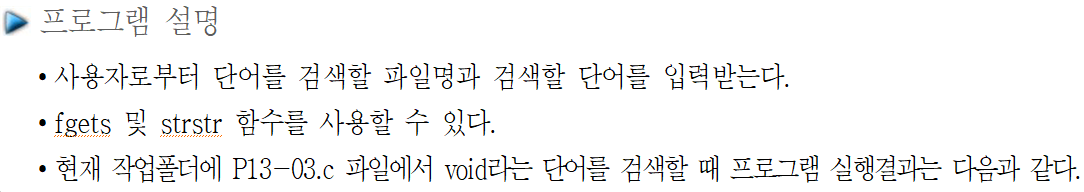 프로그램 설명
• 사용자로부터 단어를 검색할 파일명과 검색할 단어를 입력받는다.
• fgets 및 strstr 함수를 사용할 수 있다.
• 현재 작업폴더에 P13-03.c 파일에서 void라는 단어를 검색할 때 프로그램 실행결과는 다음과 같다.